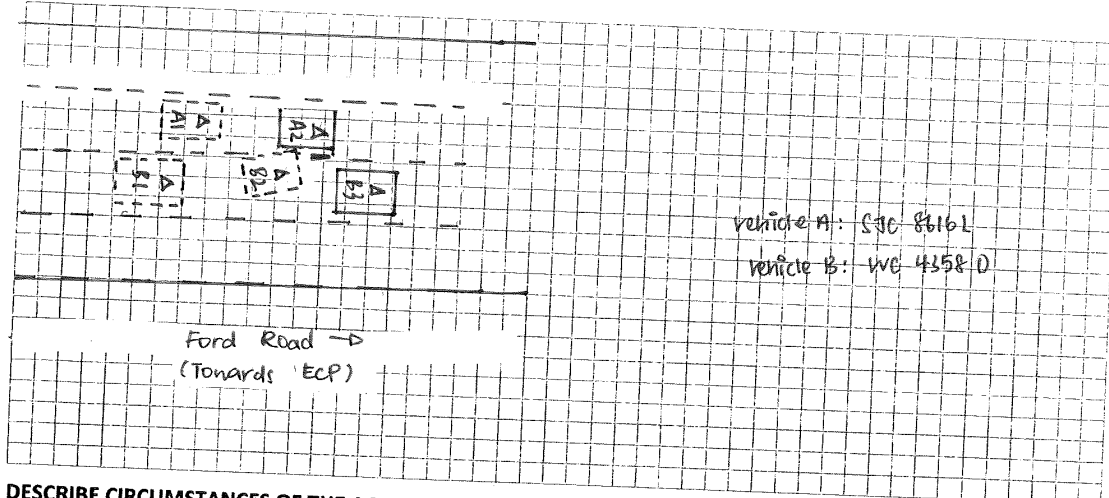 A1
A2
B1
B2
B3
vehicle A: SJC 8616L
vehicle B: WC 4358 D
Ford Road →
(Towards ECP)
DESCRIBE CIRCUMSTANCES OF THE